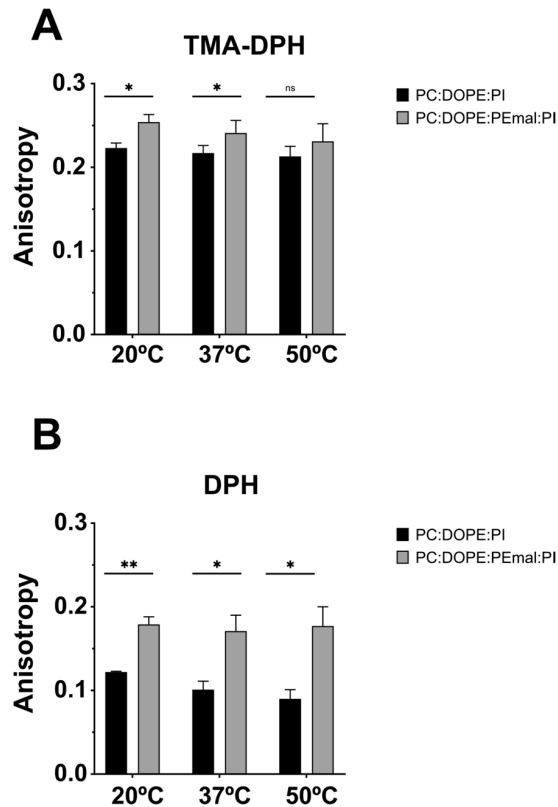 A
TMA-DPH
0.3
0.2
0.1
0.0
Anisotropy
* * ns
20ºC 37ºC 50ºC
PC:DOPE:PI
PC:DOPE:PEmal:PI
B
DPH
0.3
0.2
0.1
0.0
Anisotropy
** * *
20ºC 37ºC 50ºC
PC:DOPE:PI
PC:DOPE:PEmal:PI